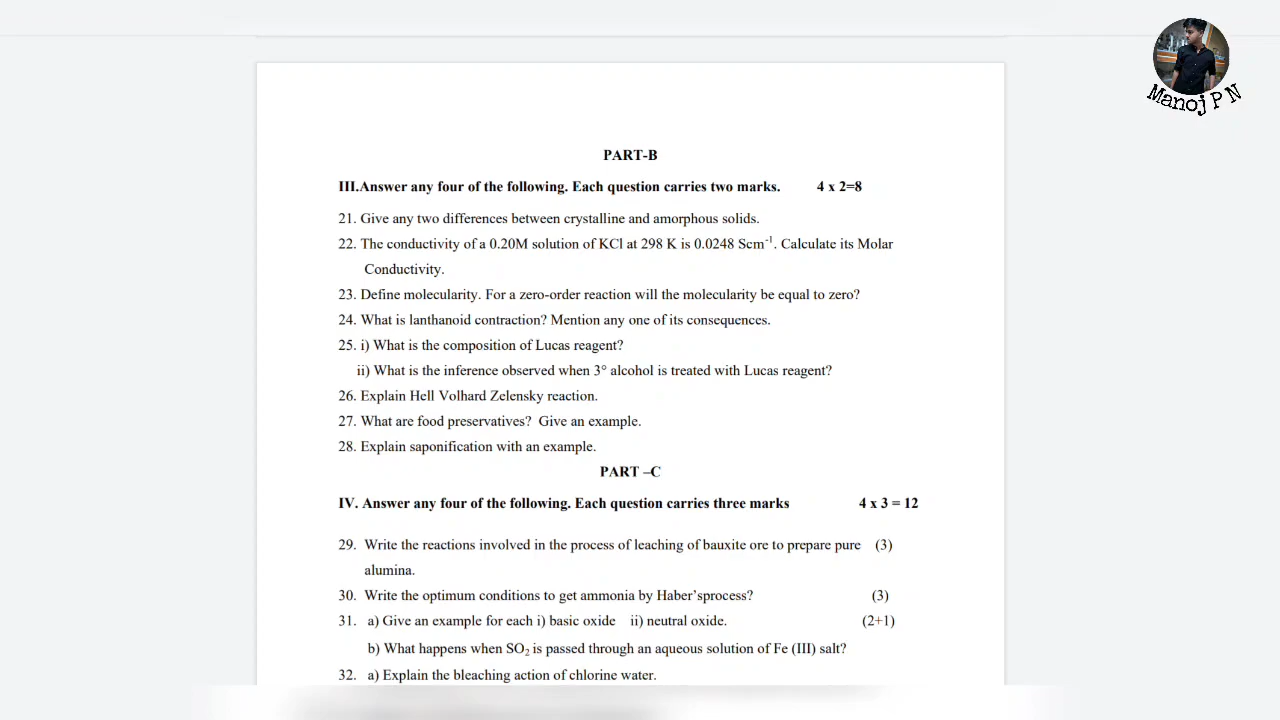 Manoj P N
PART-B
III.Answer any four of the following. Each question carries two marks. 4 x 2=8
21. Give any two differences between crystalline and amorphous solids.
22. The conductivity of a 0.20M solution of KCl at 298 K is 0.0248 Scm⁻¹. Calculate its Molar
Conductivity.
23. Define molecularity. For a zero-order reaction will the molecularity be equal to zero?
24. What is lanthanoid contraction? Mention any one of its consequences.
25. i) What is the composition of Lucas reagent?
ii) What is the inference observed when 3° alcohol is treated with Lucas reagent?
26. Explain Hell Volhard Zelensky reaction.
27. What are food preservatives? Give an example.
28. Explain saponification with an example.
PART –C
IV. Answer any four of the following. Each question carries three marks 4 x 3 = 12
29. Write the reactions involved in the process of leaching of bauxite ore to prepare pure (3)
alumina.
30. Write the optimum conditions to get ammonia by Haber'sprocess? (3)
31. a) Give an example for each i) basic oxide ii) neutral oxide. (2+1)
b) What happens when SO₂ is passed through an aqueous solution of Fe (III) salt?
32. a) Explain the bleaching action of chlorine water.